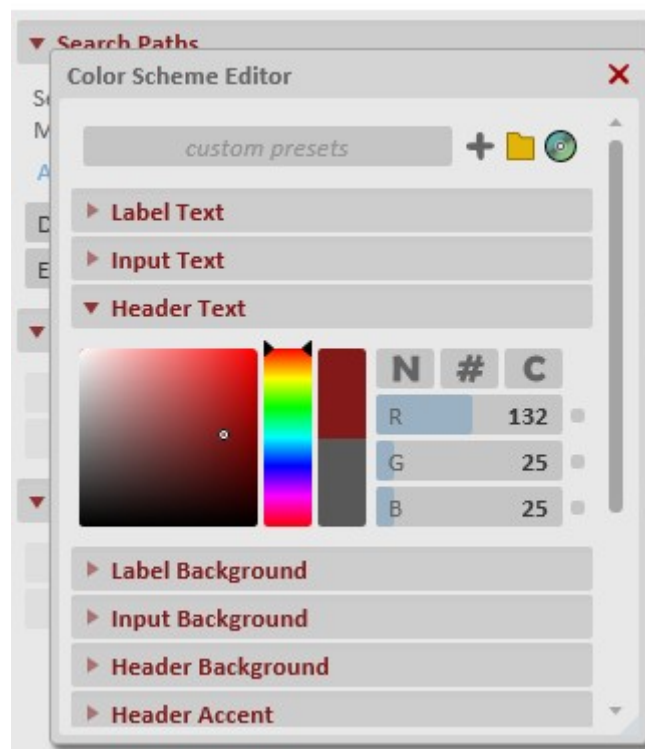 Search Paths
Color Scheme Editor
custom presets
Label Text
Input Text
Header Text
N # C
R 132
G 25
B 25
Label Background
Input Background
Header Background
Header Accent